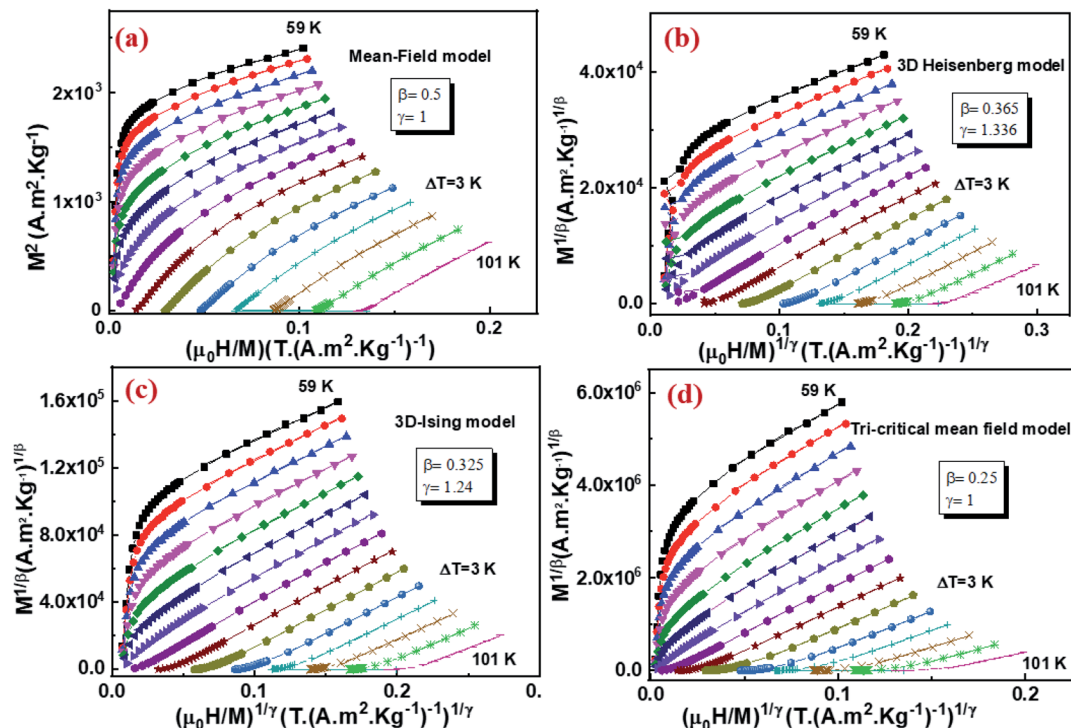 (a)
59 K
Mean-Field model
β= 0.5
γ= 1
ΔT=3 K
101 K
2x10³
1x10³
0
M² (A.m².Kg⁻¹)
0.0 0.1 0.2
(μ₀H/M)(T.(A.m².Kg⁻¹)⁻¹)
(b)
59 K
3D Heisenberg model
β= 0.365
γ= 1.336
ΔT=3 K
101 K
4.0x10⁴
2.0x10⁴
0.0
M^1/β(A.m².Kg⁻¹)^1/β
0.0 0.1 0.2 0.3
(μ₀H/M)^1/γ (T.(A.m².Kg⁻¹)⁻¹)^1/γ
(c)
59 K
3D-Ising model
β= 0.325
γ= 1.24
ΔT=3 K
101 K
1.6x10⁵
1.2x10⁵
8.0x10⁴
4.0x10⁴
0.0
M^1/β(A.m².Kg⁻¹)^1/β
0.0 0.1 0.2 0.
(μ₀H/M)^1/γ (T.(A.m².Kg⁻¹)⁻¹)^1/γ
(d)
59 K
Tri-critical mean field model
β= 0.25
γ= 1
ΔT=3 K
101 K
6.0x10⁶
4.0x10⁶
2.0x10⁶
0.0
M^1/β(A.m².Kg⁻¹)^1/β
0.0 0.1 0.2
(μ₀H/M)^1/γ (T.(A.m².Kg⁻¹)⁻¹)^1/γ